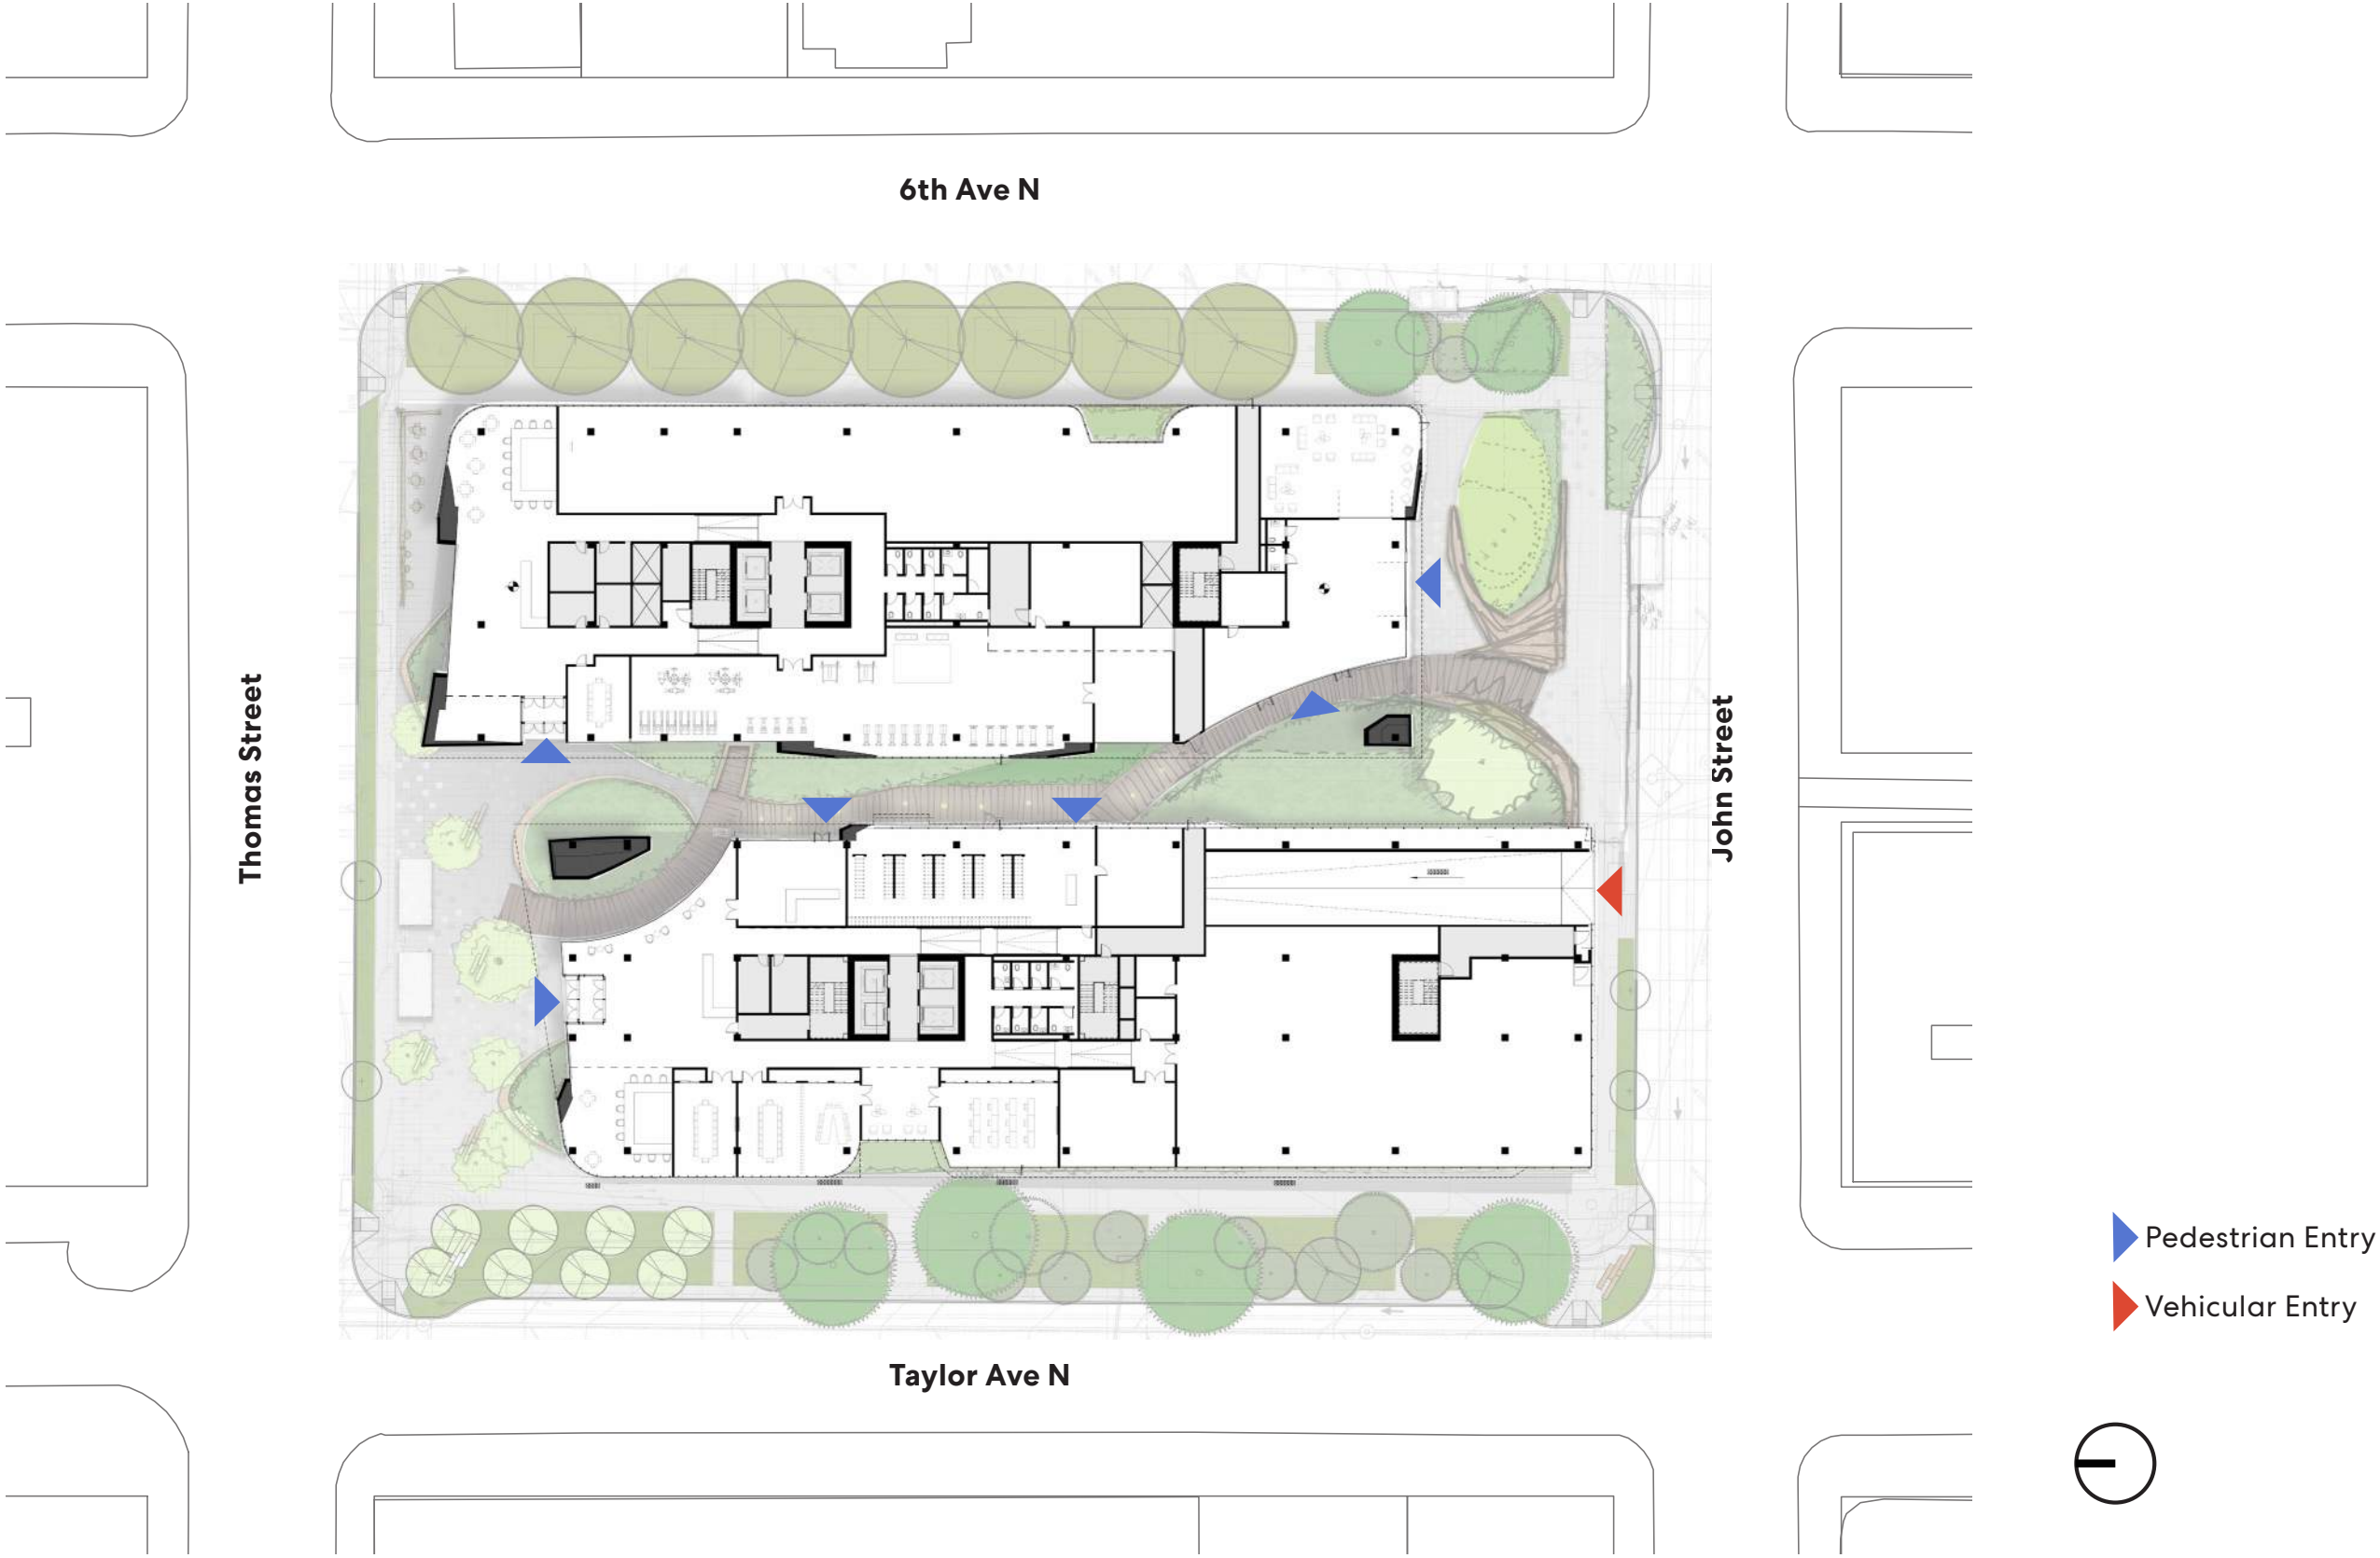 6th Ave N
Thomas Street
John Street
Taylor Ave N
Pedestrian Entry
Vehicular Entry